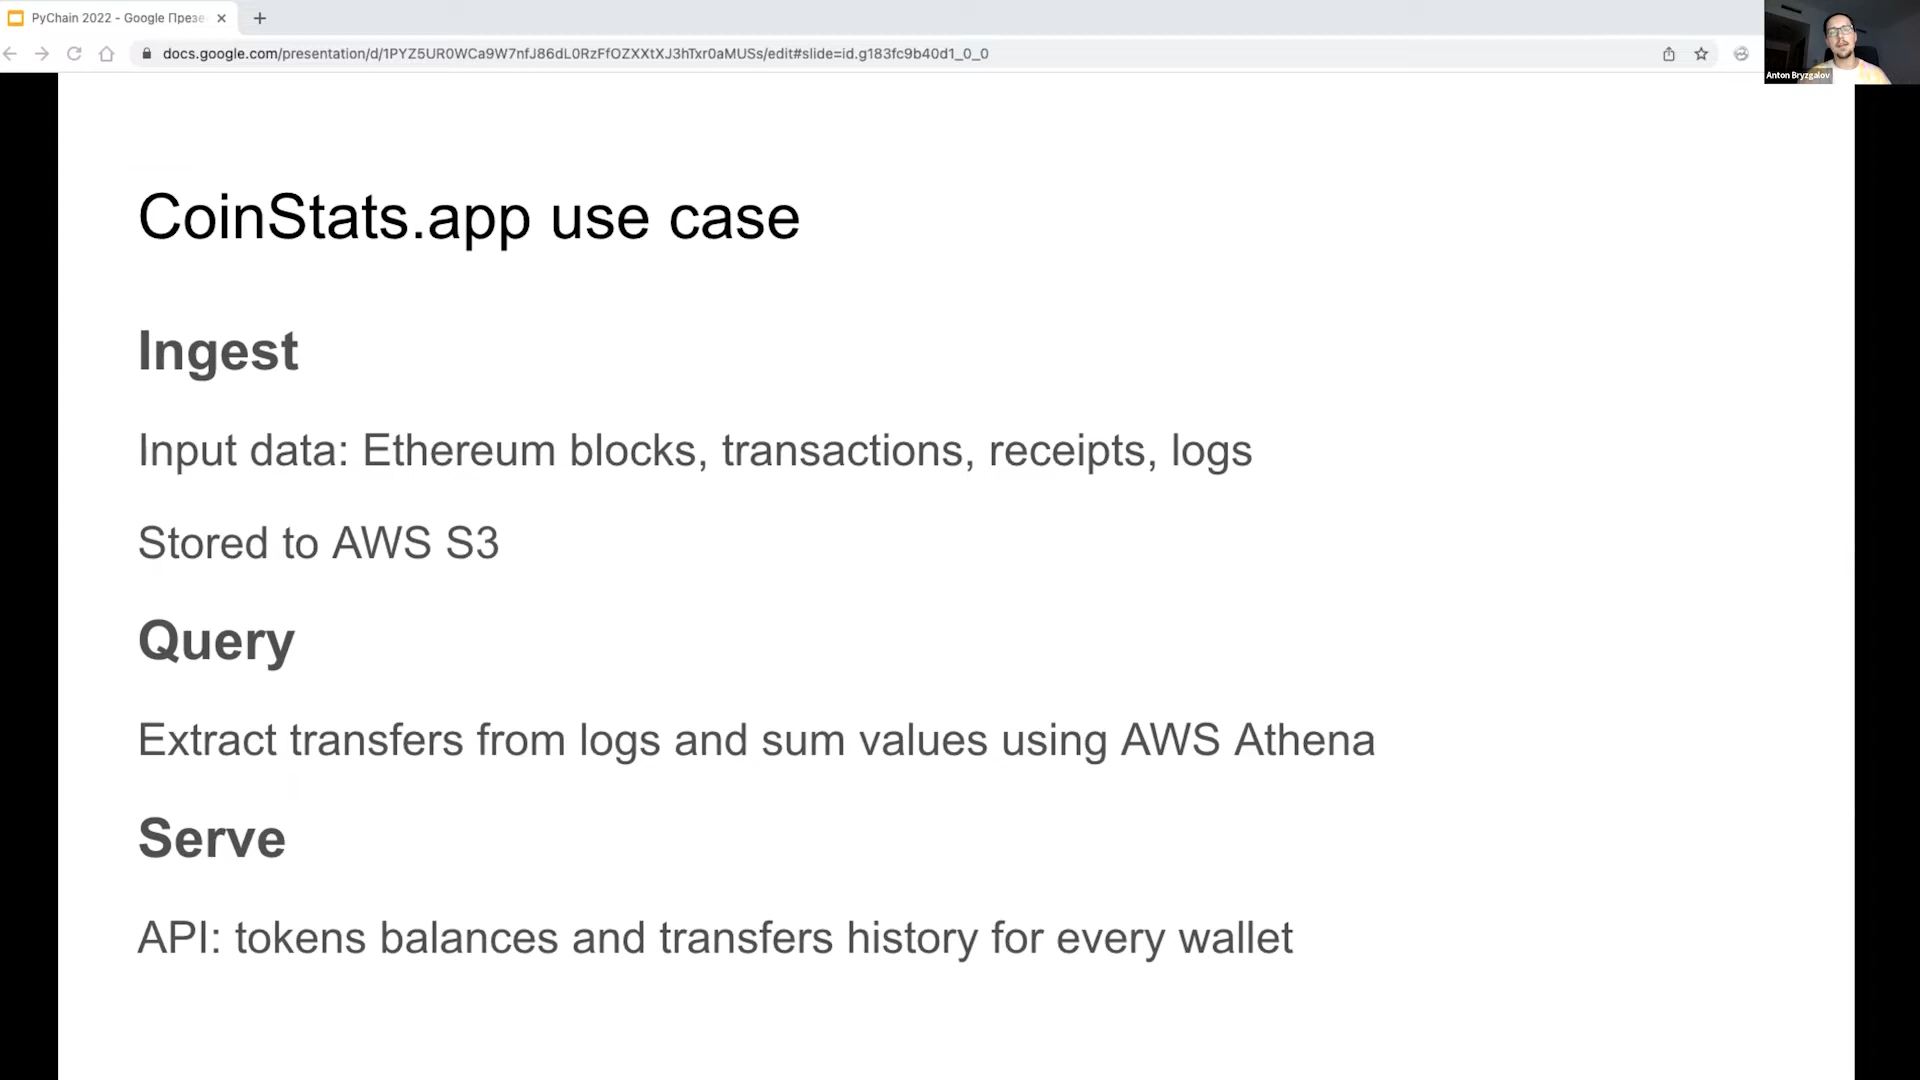 PyChain 2022 - Google Презе
docs.google.com/presentation/d/1PYZ5UR0WCa9W7nfJ86dL0RzFfOZXXtXJ3hTxr0aMUSs/edit#slide=id.g183fc9b40d1_0_0
Anton Bryzgalov
CoinStats.app use case
Ingest
Input data: Ethereum blocks, transactions, receipts, logs
Stored to AWS S3
Query
Extract transfers from logs and sum values using AWS Athena
Serve
API: tokens balances and transfers history for every wallet